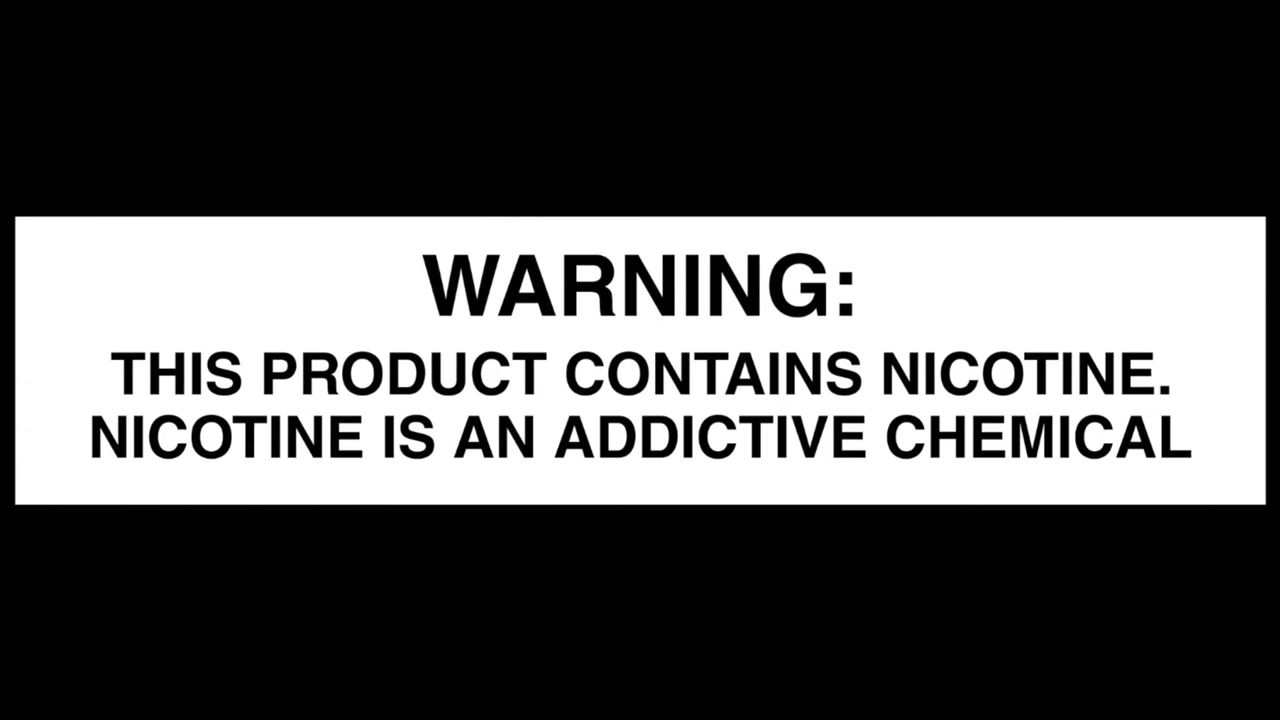 WARNING:
THIS PRODUCT CONTAINS NICOTINE.
NICOTINE IS AN ADDICTIVE CHEMICAL